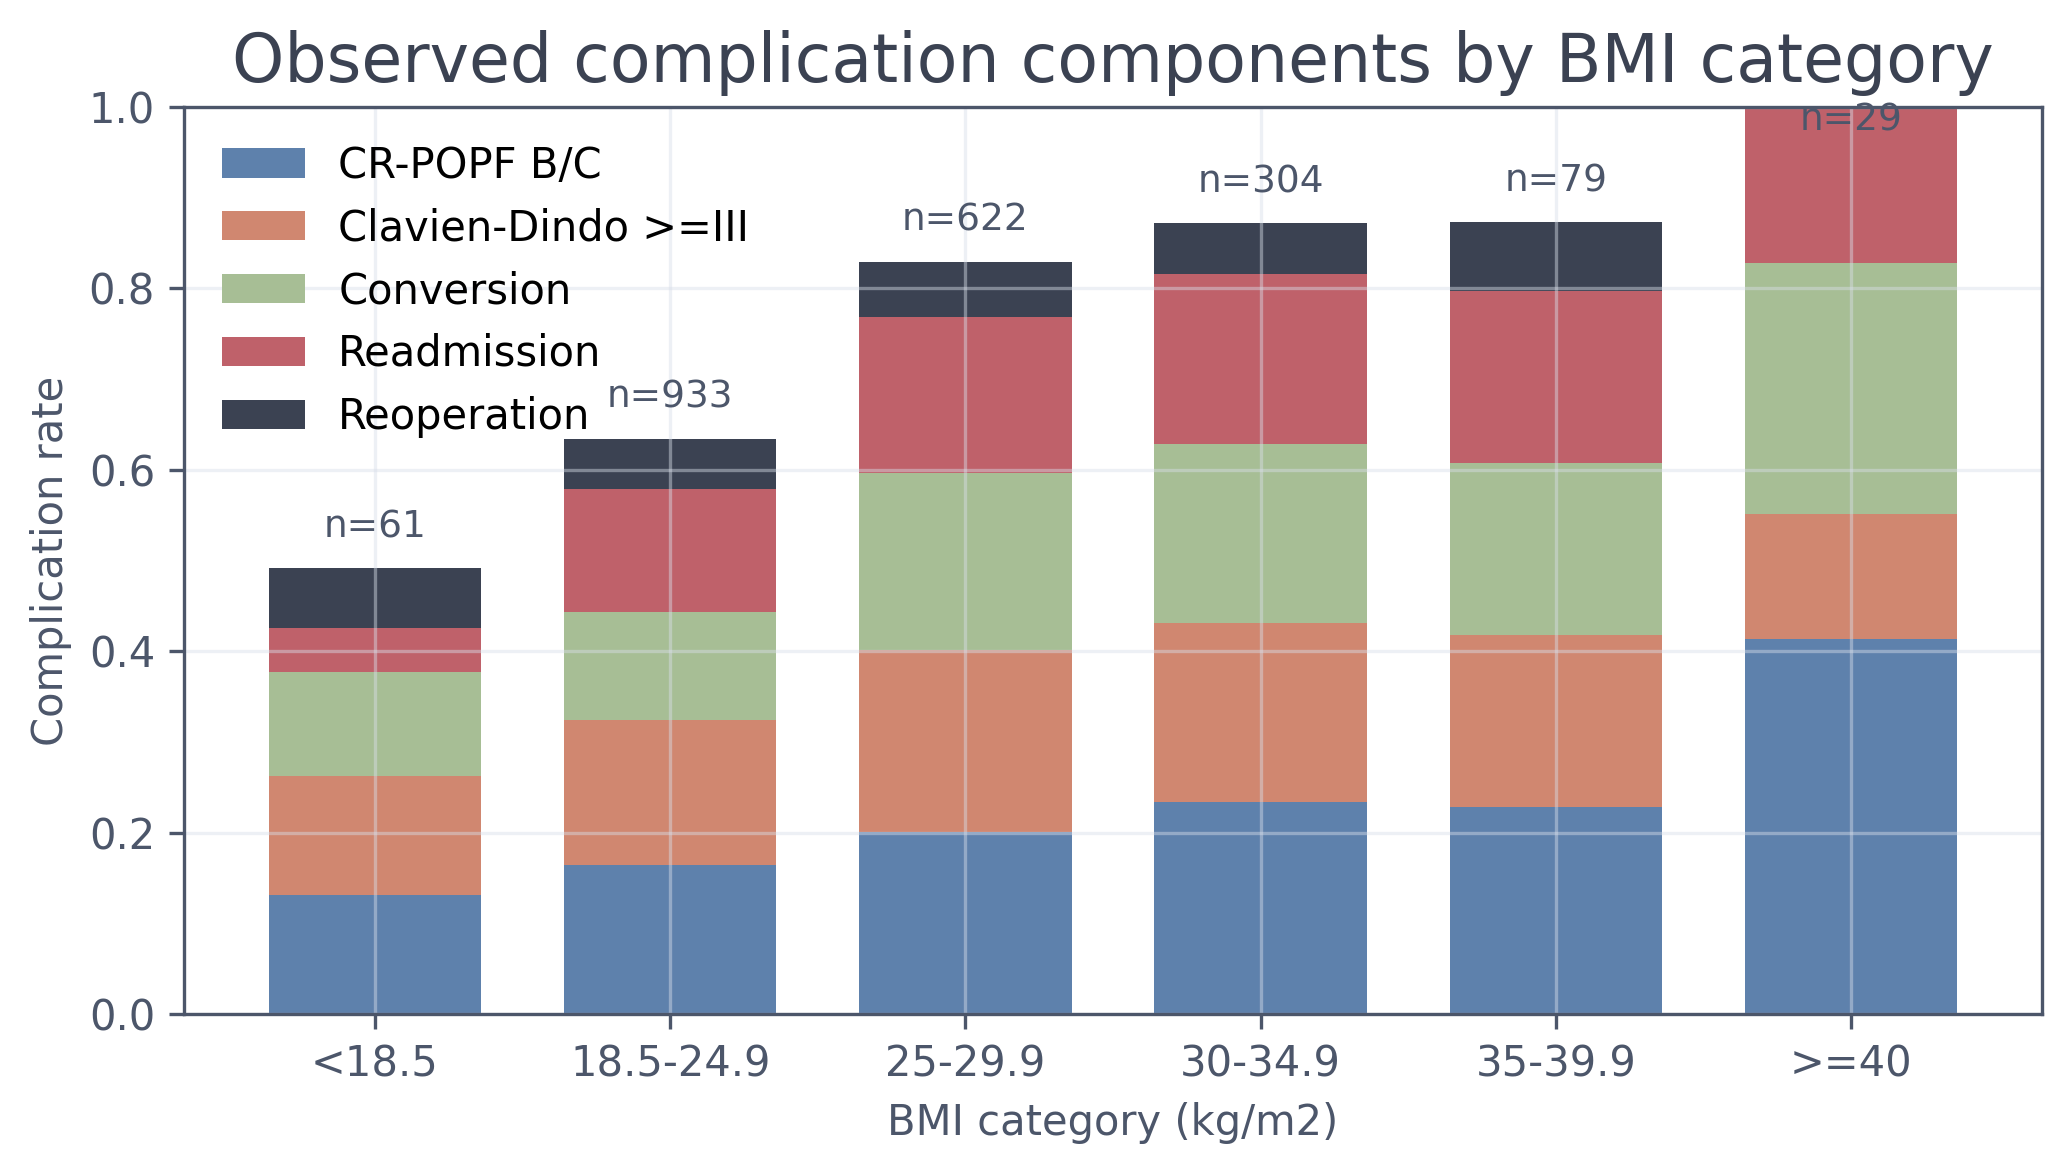 Observed complication components by BMI category
1.0
0.8
0.6
0.4
0.2
0.0
Complication rate
CR-POPF B/C
Clavien-Dindo >=III
Conversion
Readmission
Reoperation
n=61
n=933
n=622
n=304
n=79
n=29
<18.5
18.5-24.9
25-29.9
30-34.9
35-39.9
>=40
BMI category (kg/m2)